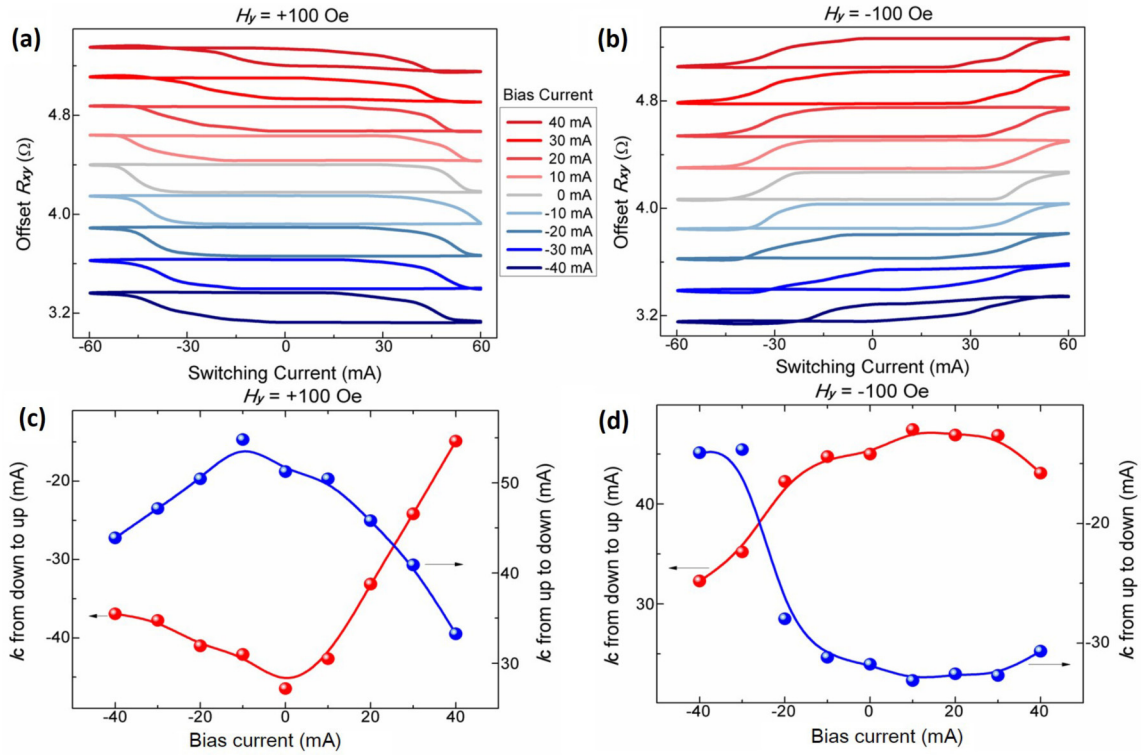 Hy = +100 Oe
(a)
Offset Rxy (Ω)
4.8
4.0
3.2
-60 -30 0 30 60
Switching Current (mA)
Bias Current
40 mA
30 mA
20 mA
10 mA
0 mA
-10 mA
-20 mA
-30 mA
-40 mA
Hy = -100 Oe
(b)
Offset Rxy (Ω)
4.8
4.0
3.2
-60 -30 0 30 60
Switching Current (mA)
Hy = +100 Oe
(c)
Ic from down to up (mA)
-20
-30
-40
50
40
30
Ic from up to down (mA)
-40 -20 0 20 40
Bias current (mA)
Hy = -100 Oe
(d)
Ic from down to up (mA)
40
30
-20
-30
Ic from up to down (mA)
-40 -20 0 20 40
Bias current (mA)